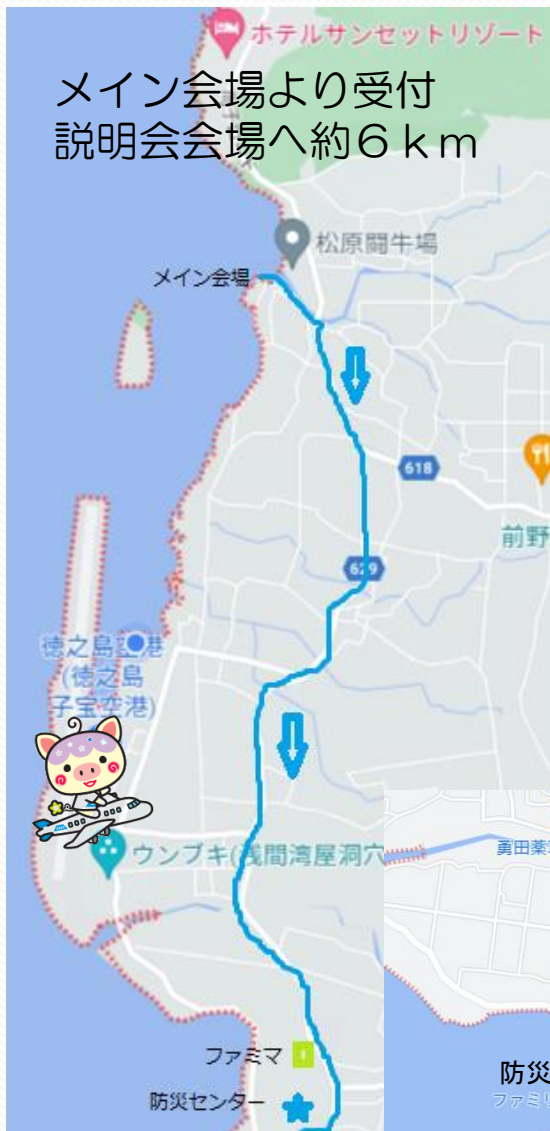 ホテルサンセットリゾート
メイン会場より受付
説明会会場へ約6km
松原闘牛場
メイン会場
618
前野
629
徳之島空港
(徳之島
子宝空港)
ウンブキ(浅間湾屋洞穴
勇田薬
ファミマ
防災
防災センター